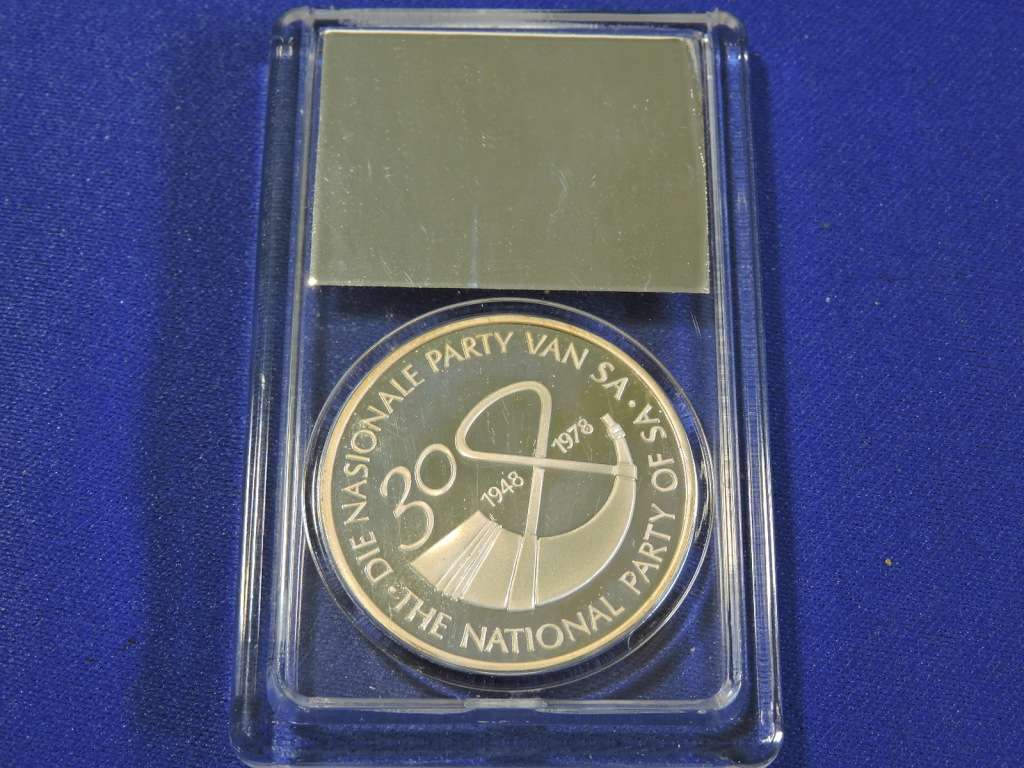 · DIE NASIONALE PARTY VAN SA ·
THE NATIONAL PARTY OF SA
30
1948
1978